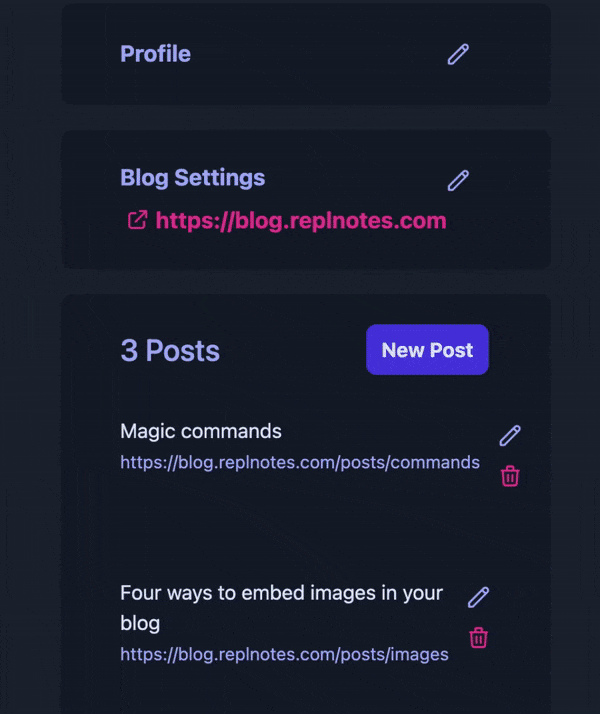 Profile
Blog Settings
https://blog.replnotes.com
3 Posts
New Post
Magic commands
https://blog.replnotes.com/posts/commands
Four ways to embed images in your
blog
https://blog.replnotes.com/posts/images